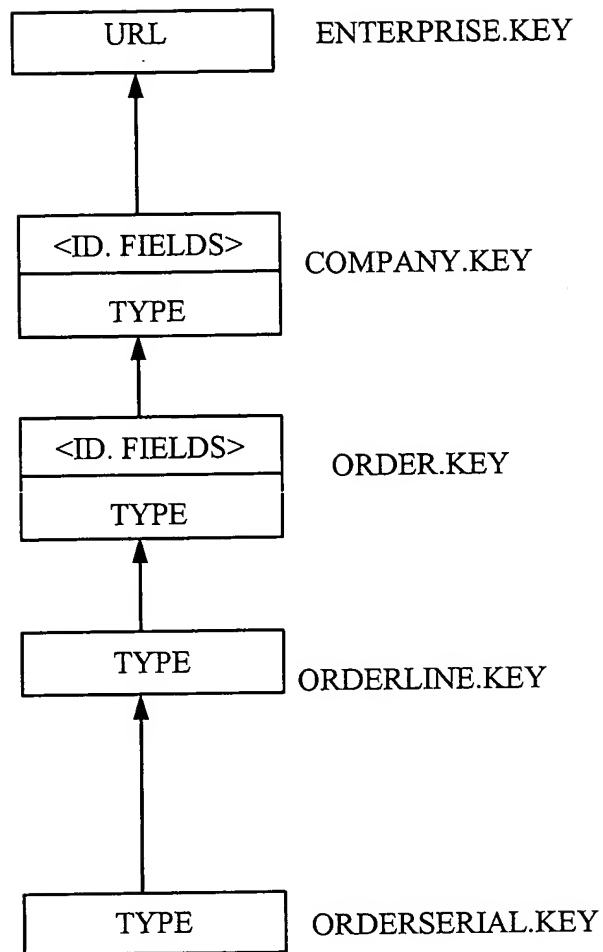 URL ENTERPRISE.KEY
<ID. FIELDS>
COMPANY.KEY
TYPE
<ID. FIELDS>
ORDER.KEY
TYPE
TYPE
ORDERLINE.KEY
TYPE ORDERSERIAL.KEY